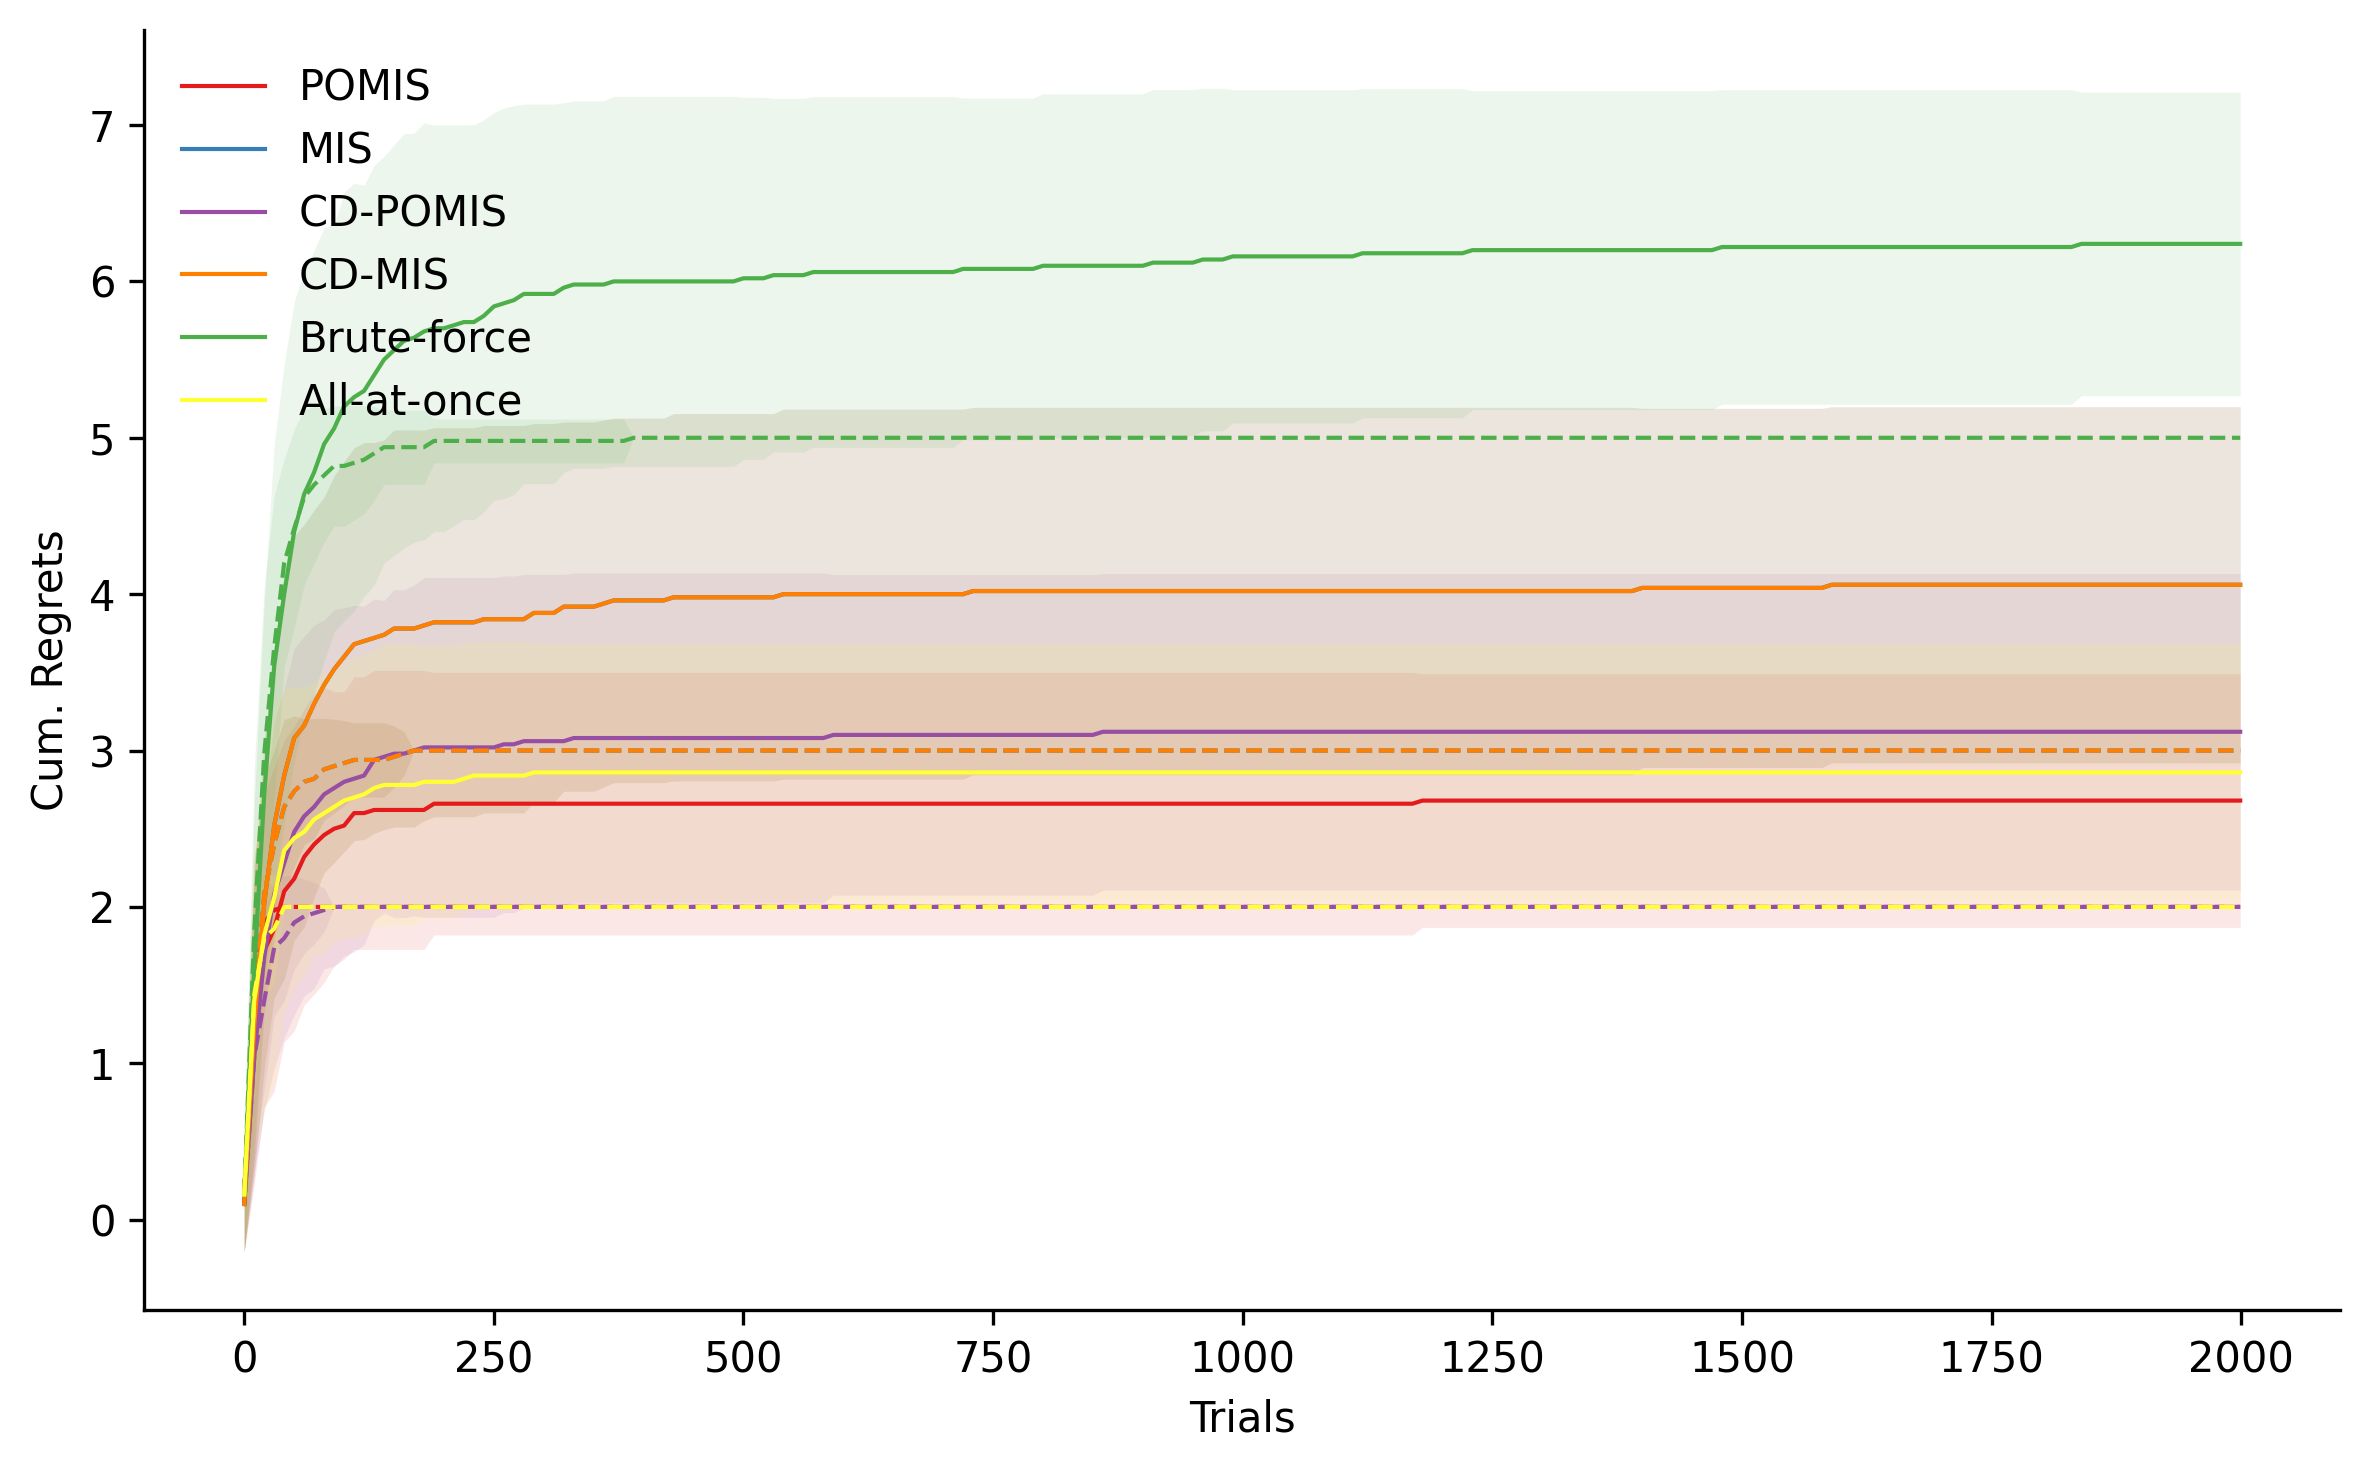 POMIS
MIS
CD-POMIS
CD-MIS
Brute-force
All-at-once
7
6
5
4
3
2
1
0
Cum. Regrets
0 250 500 750 1000 1250 1500 1750 2000
Trials